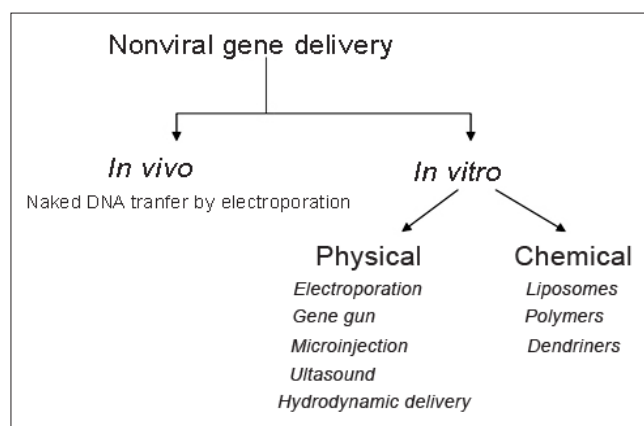 Nonviral gene delivery
In vivo
Naked DNA tranfer by electroporation
In vitro
Physical
Electroporation
Gene gun
Microinjection
Ultasound
Hydrodynamic delivery
Chemical
Liposomes
Polymers
Dendriners